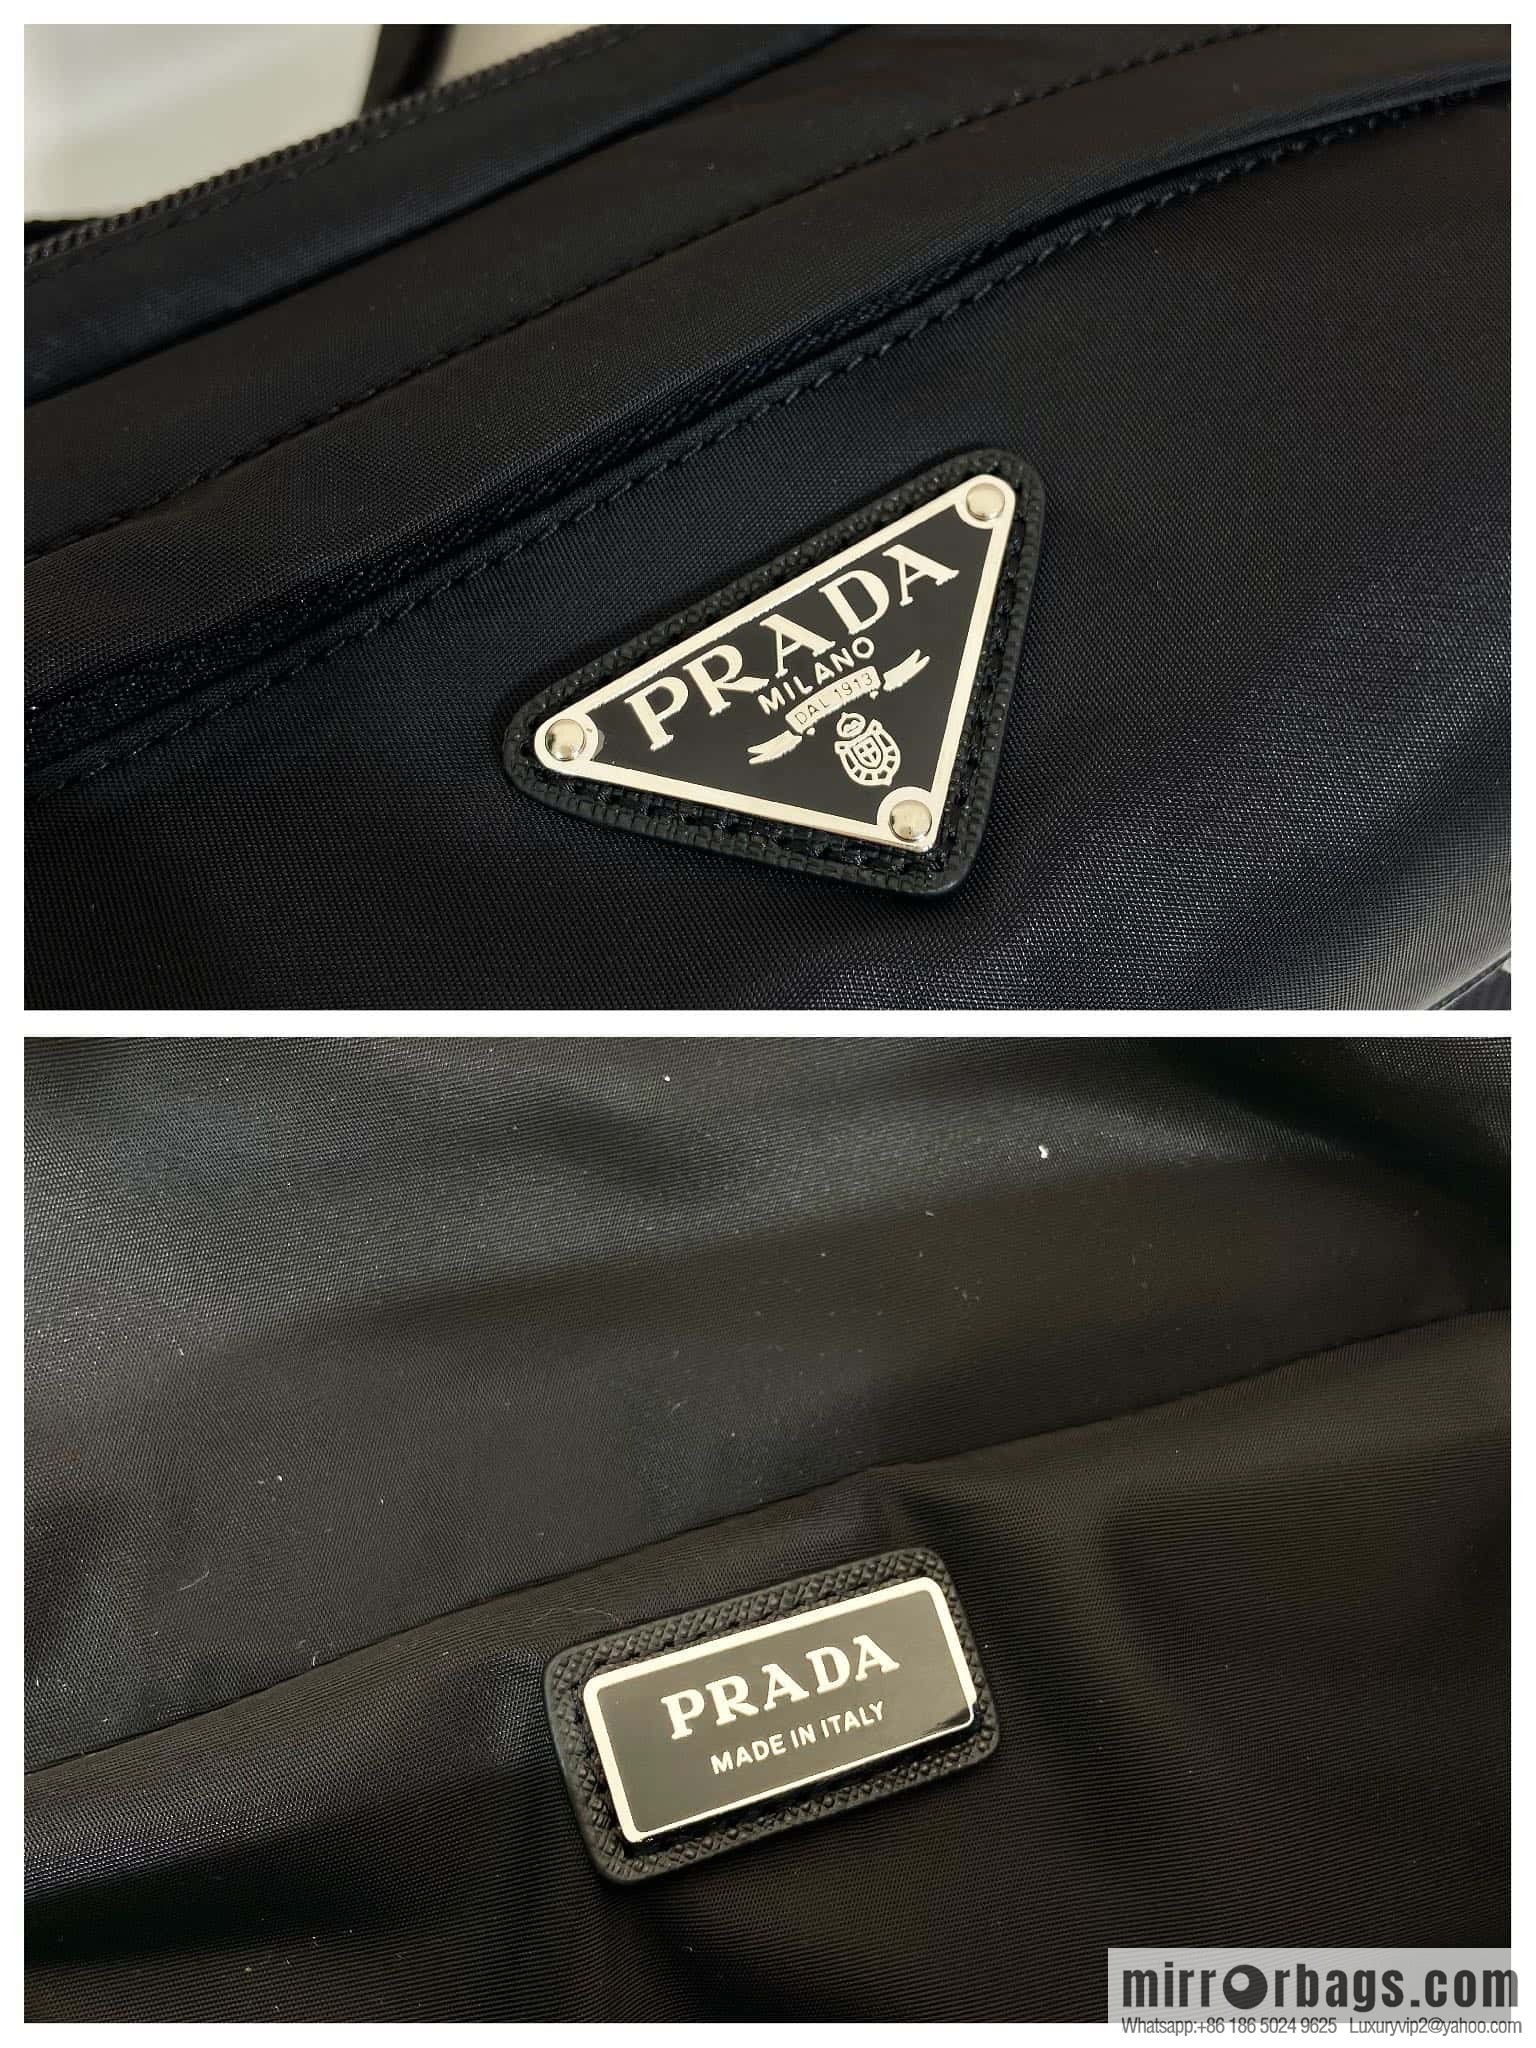 PRADA
MILANO
DAL 1913
PRADA
MADE IN ITALY
mirrorbags.com
Whatsapp:+86 186 5024 9625 Luxuryvip2@yahoo.com